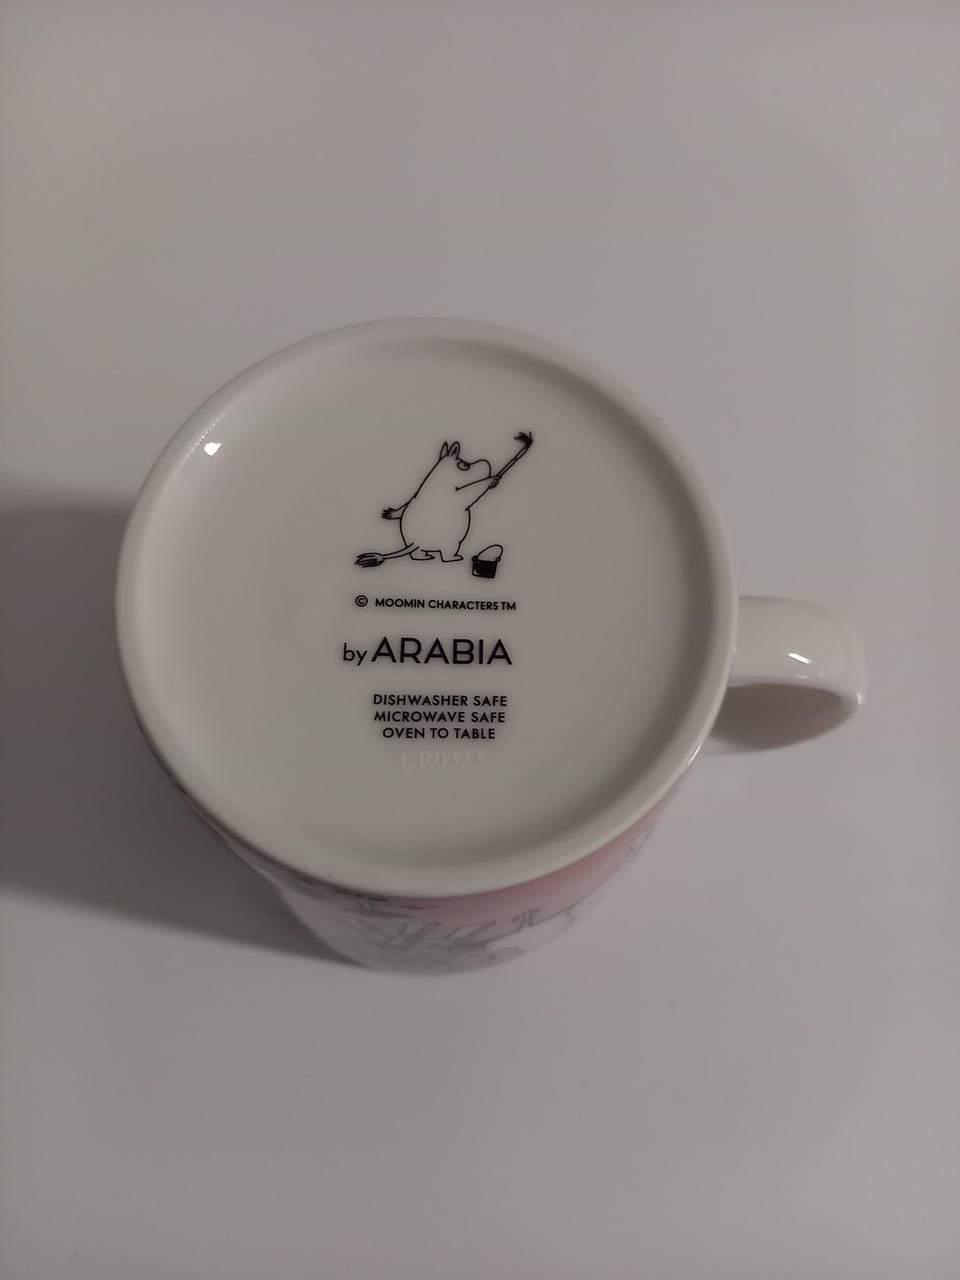 © MOOMIN CHARACTERS TM
by ARABIA
DISHWASHER SAFE
MICROWAVE SAFE
OVEN TO TABLE
CR0323